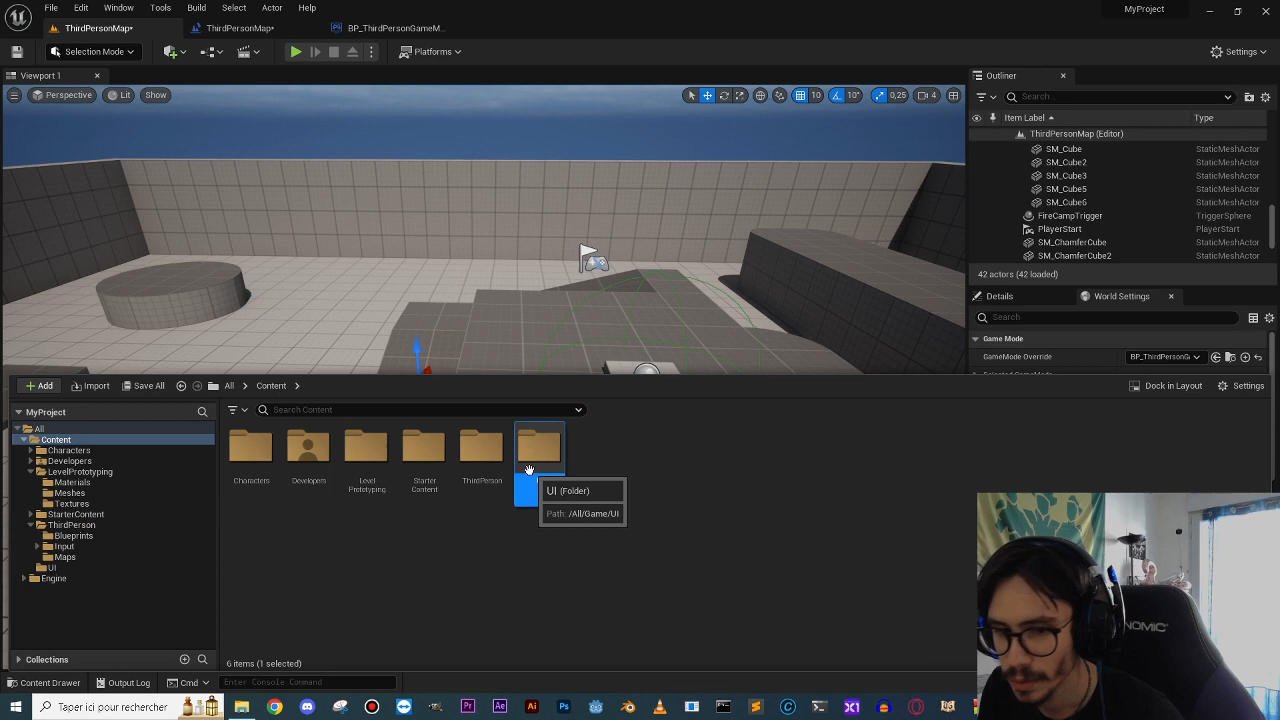 File Edit Window Tools Build Select Actor Help
MyProject
ThirdPersonMap* ThirdPersonMap* BP_ThirdPersonGameM...
Selection Mode Platforms Settings
Viewport 1
Outliner
Perspective Lit Show 10 10° 0,25 4
Search...
Item Label Type
ThirdPersonMap (Editor)
SM_Cube StaticMeshActor
SM_Cube2 StaticMeshActor
SM_Cube3 StaticMeshActor
SM_Cube5 StaticMeshActor
SM_Cube6 StaticMeshActor
FireCampTrigger TriggerSphere
PlayerStart PlayerStart
SM_ChamferCube StaticMeshActor
SM_ChamferCube2 StaticMeshActor
42 actors (42 loaded)
Details World Settings
Search
Game Mode
GameMode Override BP_ThirdPersonG
Add Import Save All All Content
Dock in Layout Settings
MyProject
Search Content
All
Content
Characters
Developers
LevelPrototyping
Materials
Meshes
Textures
StarterContent
ThirdPerson
Blueprints
Input
Maps
UI
Engine
Characters
Developers
Level
Prototyping
Starter
Content
ThirdPerson
UI (Folder)
Path: /All/Game/UI
Collections
6 items (1 selected)
Content Drawer Output Log Cmd Enter Console Command
NOMIC
Taper ici pour rechercher
Pr Ae Ai Ps